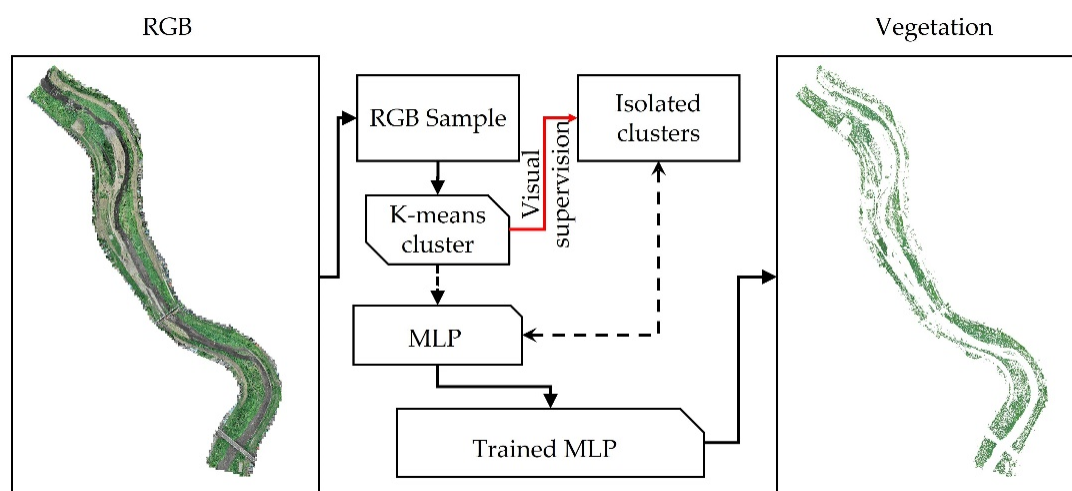 RGB
Vegetation
RGB Sample
Isolated
clusters
Visual
supervision
K-means
cluster
MLP
Trained MLP